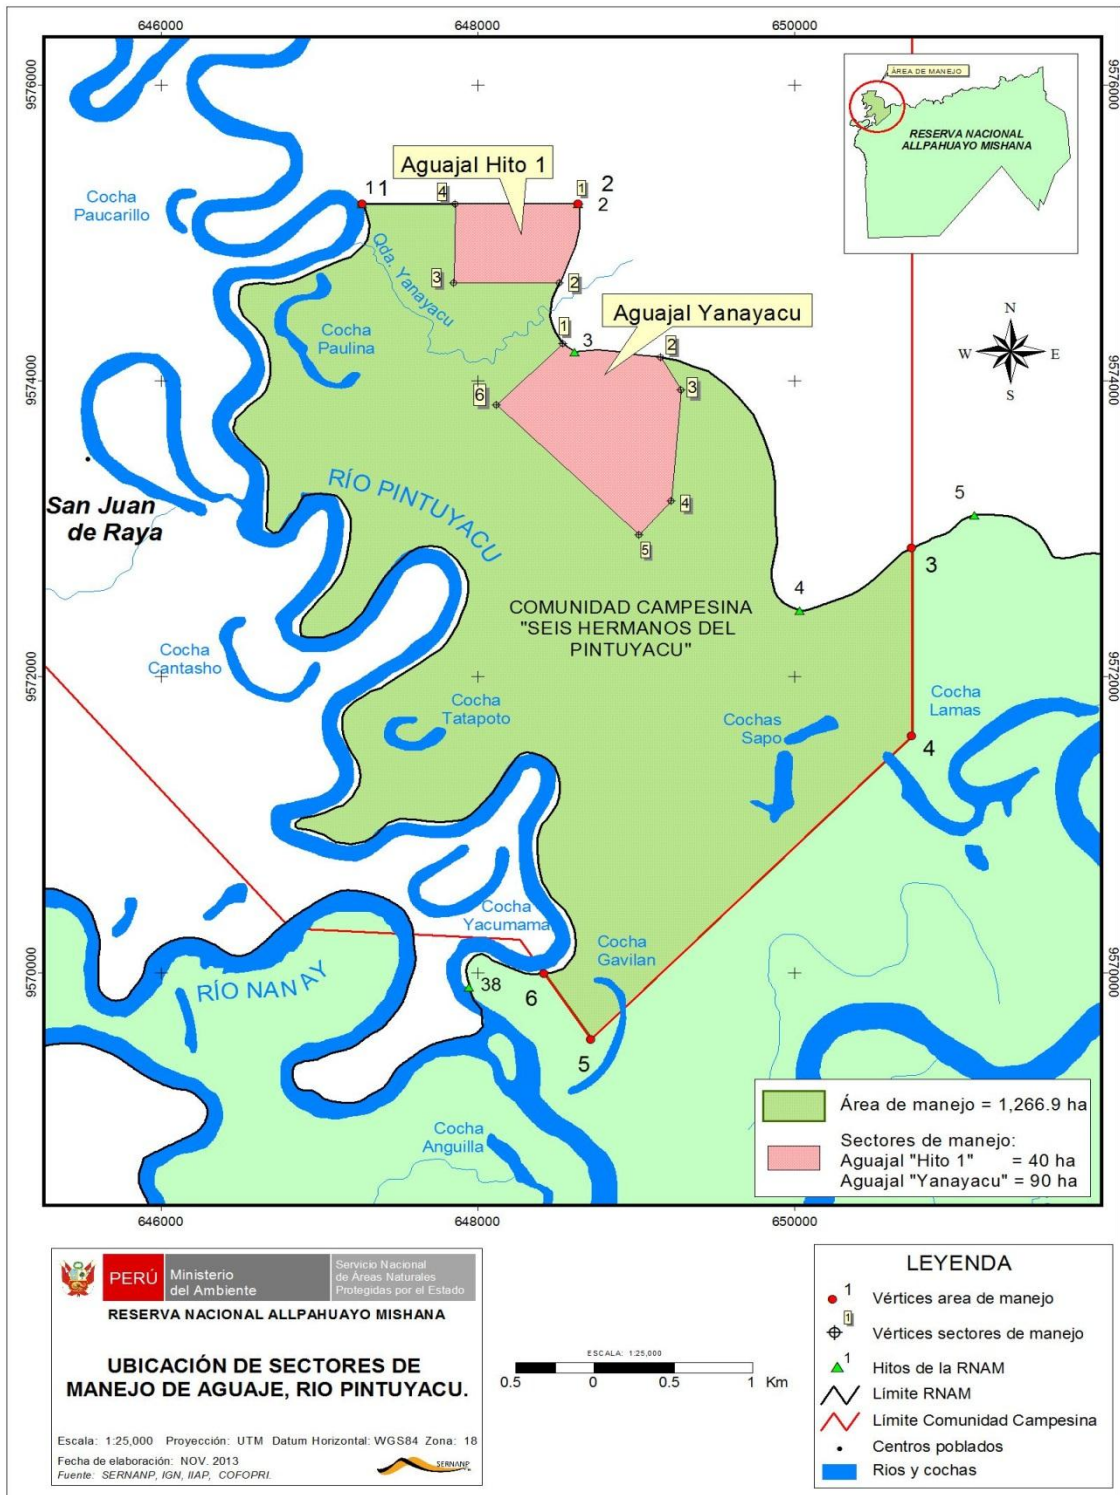 646000
648000
650000
9576000
9576000
ÁREA DE MANEJO
RESERVA NACIONAL
ALLPAHUAYO MISHANA
Aguajal Hito 1
Cocha
Paucarillo
1 1
4
1
2
2
Qda. Yanayacu
3
2
Aguajal Yanayacu
1
3
2
Cocha
Paulina
N
W
E
S
9574000
9574000
6
3
San Juan
de Raya
RÍO PINTUYACU
4
5
5
3
4
COMUNIDAD CAMPESINA
"SEIS HERMANOS DEL
PINTUYACU"
Cocha
Cantasho
9572000
9572000
Cocha
Tatapoto
Cochas
Sapo
Cocha
Lamas
4
Cocha
Yacumama
Cocha
Gavilan
9570000
9570000
RÍO NANAY
38
6
5
Cocha
Anguilla
Área de manejo = 1,266.9 ha
Sectores de manejo:
Aguajal "Hito 1" = 40 ha
Aguajal "Yanayacu" = 90 ha
646000
648000
650000
PERÚ
Ministerio
del Ambiente
Servicio Nacional
de Áreas Naturales
Protegidas por el Estado
RESERVA NACIONAL ALLPAHUAYO MISHANA
UBICACIÓN DE SECTORES DE
MANEJO DE AGUAJE, RIO PINTUYACU.
Escala: 1:25,000 Proyección: UTM Datum Horizontal: WGS84 Zona: 18
Fecha de elaboración: NOV. 2013
Fuente: SERNANP, IGN, IIAP, COFOPRI.
SERNANP
ESCALA: 1:25,000
0.5 0 0.5 1 Km
LEYENDA
1 Vértices area de manejo
1 Vértices sectores de manejo
1 Hitos de la RNAM
Límite RNAM
Límite Comunidad Campesina
Centros poblados
Rios y cochas